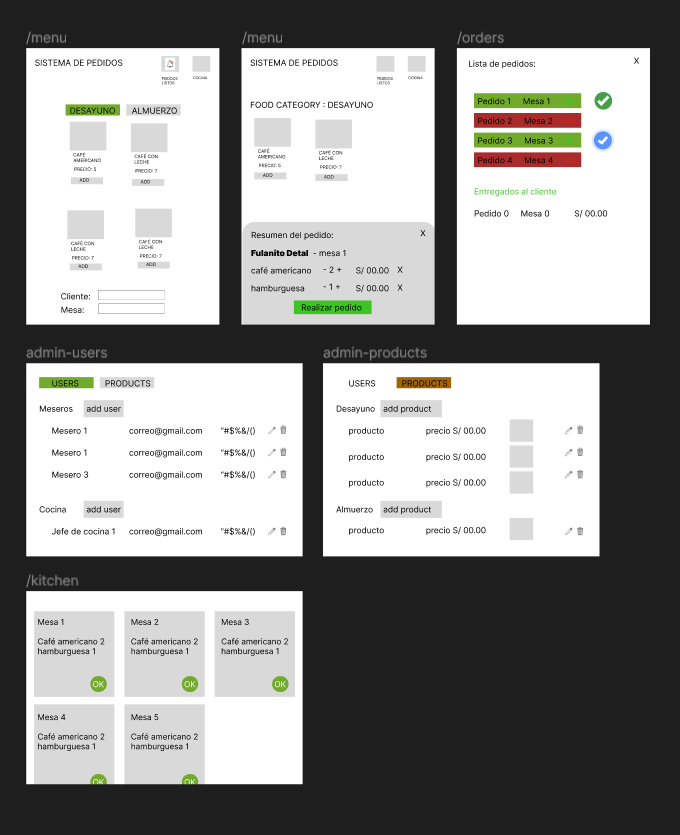 /menu
SISTEMA DE PEDIDOS
PEDIDOS LISTOS
COCINA
DESAYUNO
ALMUERZO
CAFÉ AMERICANO
PRECIO: 5
ADD
CAFÉ CON LECHE
PRECIO: 7
ADD
CAFÉ CON LECHE
PRECIO: 7
ADD
CAFÉ CON LECHE
PRECIO: 7
ADD
Cliente:
Mesa:
/menu
SISTEMA DE PEDIDOS
PEDIDOS LISTOS
COCINA
FOOD CATEGORY : DESAYUNO
CAFÉ AMERICANO
PRECIO: 5
ADD
CAFÉ CON LECHE
PRECIO: 7
ADD
Resumen del pedido: X
Fulanito Detal - mesa 1
café americano - 2 + S/ 00.00 X
hamburguesa - 1 + S/ 00.00 X
Realizar pedido
/orders
Lista de pedidos: X
Pedido 1 Mesa 1
Pedido 2 Mesa 2
Pedido 3 Mesa 3
Pedido 4 Mesa 4
Entregados al cliente
Pedido 0 Mesa 0 S/ 00.00
admin-users
USERS PRODUCTS
Meseros add user
Mesero 1 correo@gmail.com "#$%&/()
Mesero 1 correo@gmail.com "#$%&/()
Mesero 3 correo@gmail.com "#$%&/()
Cocina add user
Jefe de cocina 1 correo@gmail.com "#$%&/()
admin-products
USERS PRODUCTS
Desayuno add product
producto precio S/ 00.00
producto precio S/ 00.00
producto precio S/ 00.00
Almuerzo add product
producto precio S/ 00.00
/kitchen
Mesa 1
Café americano 2
hamburguesa 1
OK
Mesa 2
Café americano 2
hamburguesa 1
OK
Mesa 3
Café americano 2
hamburguesa 1
OK
Mesa 4
Café americano 2
hamburguesa 1
OK
Mesa 5
Café americano 2
hamburguesa 1
OK